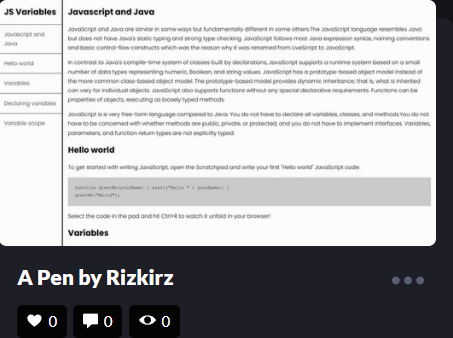 JS Variables
Javascript and
Java
Hello world
Variables
Declaring variables
Variable scope
Javascript and Java
JavaScript and Java are similar in some ways but fundamentally different in some others.The JavaScript language resembles Java
but does not have Java's static typing and strong type checking. JavaScript follows most Java expression syntax, naming conventions
and basic control-flow constructs which was the reason why it was renamed from LiveScript to JavaScript.
In contrast to Java's compile-time system of classes built by declarations, JavaScript supports a runtime system based on a small
number of data types representing numeric, Boolean, and string values. JavaScript has a prototype-based object model instead of
the more common class-based object model. The prototype-based model provides dynamic inheritance; that is, what is inherited
can vary for individual objects. JavaScript also supports functions without any special declarative requirements. Functions can be
properties of objects, executing as loosely typed methods.
JavaScript is a very free-form language compared to Java. You do not have to declare all variables, classes, and methods.You do not
have to be concerned with whether methods are public, private, or protected, and you do not have to implement interfaces. Variables,
parameters, and function return types are not explicitly typed.
Hello world
To get started with writing JavaScript, open the Scratchpad and write your first "Hello world" JavaScript code:
function greetMe(yourName) { alert("Hello " + yourName); }
greetMe("World");
Select the code in the pad and hit Ctrl+R to watch it unfold in your browser!
Variables
A Pen by Rizkirz
0 0 0